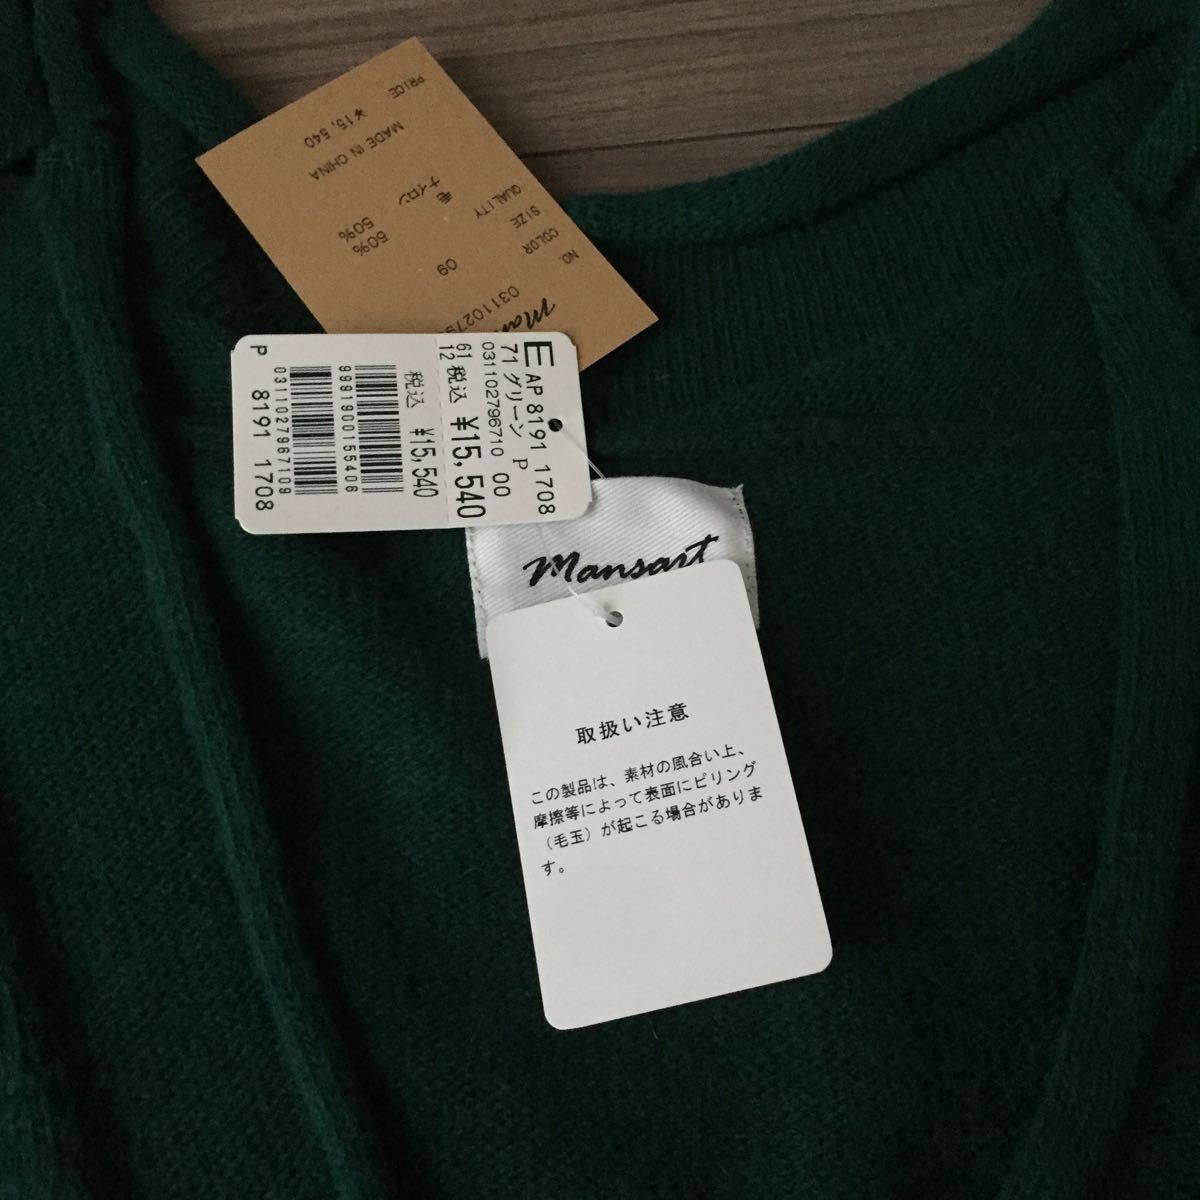 PRICE ¥15,540
MADE IN CHINA
ナイロン 50%
QUALITY 毛 50%
SIZE
COLOR 09
NO. 0311027
E AP 8191 1708
71 グリーン P
031102796710 00
61 税込 ¥15,540
12
税込 ¥15,540
9991900155406
0311027967109
P 8191 1708
Mansart
取扱い注意
この製品は、素材の風合い上、
摩擦等によって表面にピリング
（毛玉）が起こる場合がありま
す。